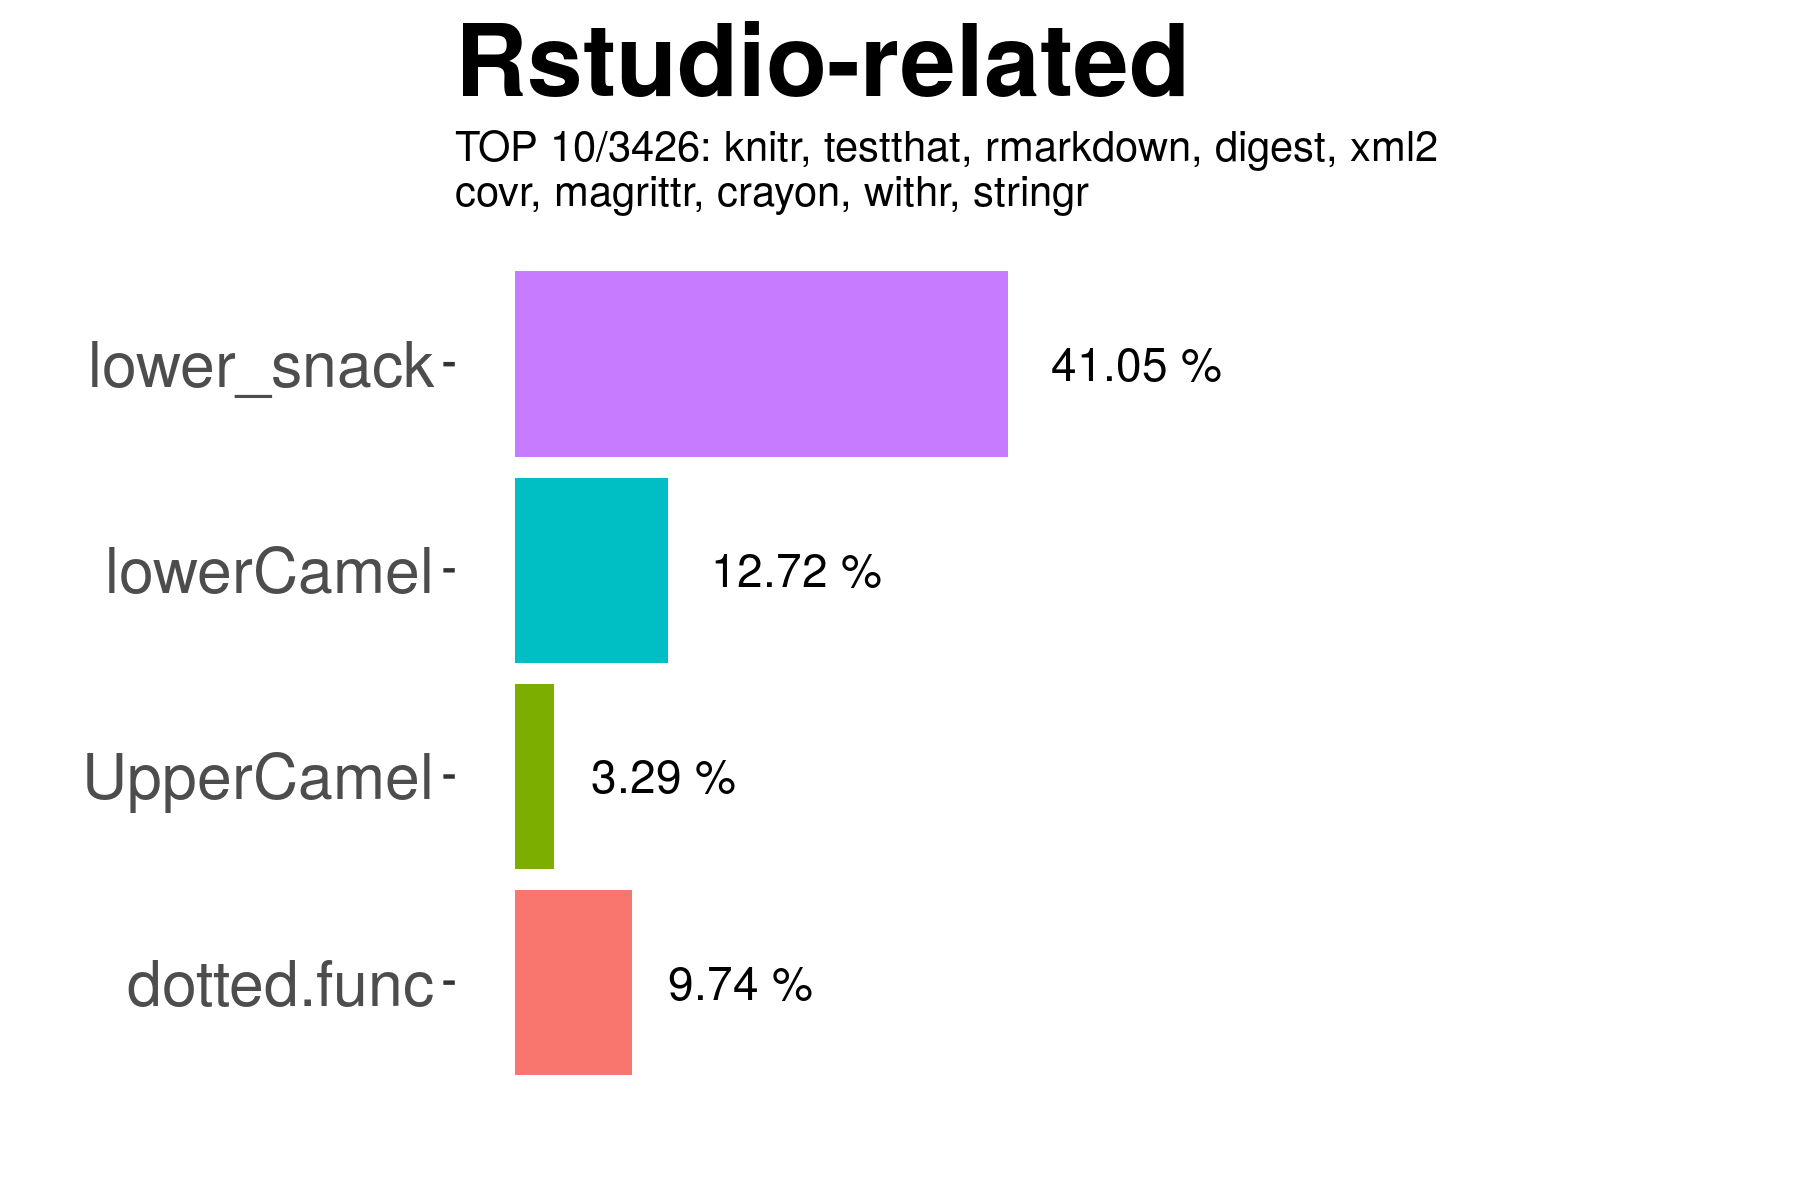 Rstudio-related
TOP 10/3426: knitr, testthat, rmarkdown, digest, xml2
covr, magrittr, crayon, withr, stringr
lower_snack
41.05 %
lowerCamel
12.72 %
UpperCamel
3.29 %
dotted.func
9.74 %